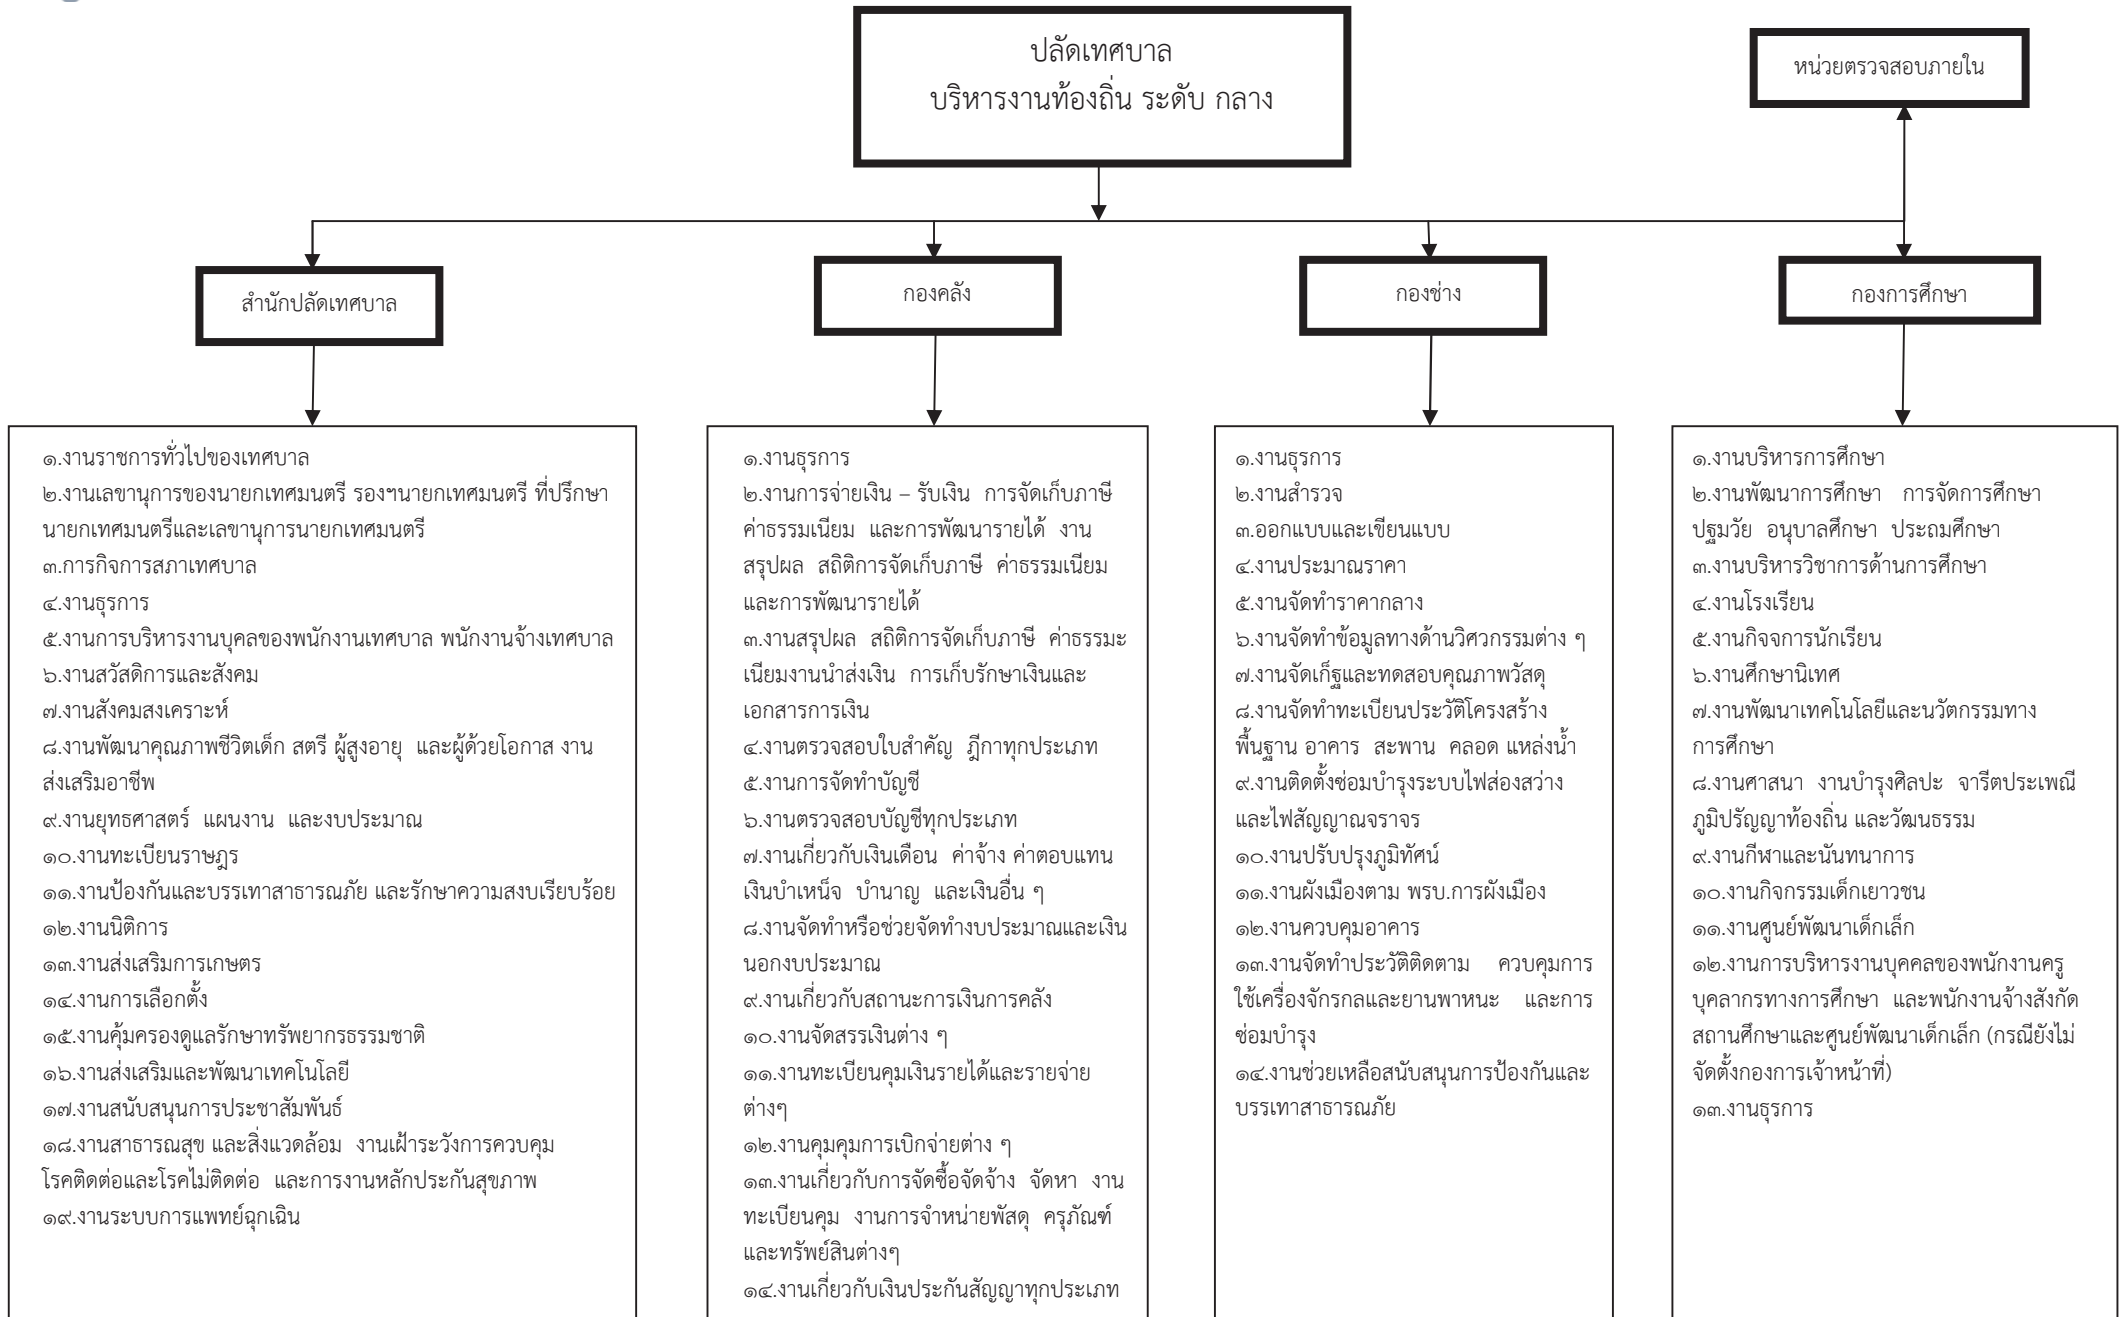 ปลัดเทศบาล
บริหารงานท้องถิ่น ระดับ กลาง
หน่วยตรวจสอบภายใน
สำนักปลัดเทศบาล
กองคลัง
กองช่าง
กองการศึกษา
๑.งานราชการทั่วไปของเทศบาล
๒.งานเลขานุการของนายกเทศมนตรี รองฯนายกเทศมนตรี ที่ปรึกษา
นายกเทศมนตรีและเลขานุการนายกเทศมนตรี
๓.การกิจการสภาเทศบาล
๔.งานธุรการ
๕.งานการบริหารงานบุคลของพนักงานเทศบาล พนักงานจ้างเทศบาล
๖.งานสวัสดิการและสังคม
๗.งานสังคมสงเคราะห์
๘.งานพัฒนาคุณภาพชีวิตเด็ก สตรี ผู้สูงอายุ และผู้ด้วยโอกาส งาน
ส่งเสริมอาชีพ
๙.งานยุทธศาสตร์ แผนงาน และงบประมาณ
๑๐.งานทะเบียนราษฎร
๑๑.งานป้องกันและบรรเทาสาธารณภัย และรักษาความสงบเรียบร้อย
๑๒.งานนิติการ
๑๓.งานส่งเสริมการเกษตร
๑๔.งานการเลือกตั้ง
๑๕.งานคุ้มครองดูแลรักษาทรัพยากรธรรมชาติ
๑๖.งานส่งเสริมและพัฒนาเทคโนโลยี
๑๗.งานสนับสนุนการประชาสัมพันธ์
๑๘.งานสาธารณสุข และสิ่งแวดล้อม งานเฝ้าระวังการควบคุม
โรคติดต่อและโรคไม่ติดต่อ และการงานหลักประกันสุขภาพ
๑๙.งานระบบการแพทย์ฉุกเฉิน
๑.งานธุรการ
๒.งานการจ่ายเงิน – รับเงิน การจัดเก็บภาษี
ค่าธรรมเนียม และการพัฒนารายได้ งาน
สรุปผล สถิติการจัดเก็บภาษี ค่าธรรมเนียม
และการพัฒนารายได้
๓.งานสรุปผล สถิติการจัดเก็บภาษี ค่าธรรมะ
เนียมงานนำส่งเงิน การเก็บรักษาเงินและ
เอกสารการเงิน
๔.งานตรวจสอบใบสำคัญ ฎีกาทุกประเภท
๕.งานการจัดทำบัญชี
๖.งานตรวจสอบบัญชีทุกประเภท
๗.งานเกี่ยวกับเงินเดือน ค่าจ้าง ค่าตอบแทน
เงินบำเหน็จ บำนาญ และเงินอื่น ๆ
๘.งานจัดทำหรือช่วยจัดทำงบประมาณและเงิน
นอกงบประมาณ
๙.งานเกี่ยวกับสถานะการเงินการคลัง
๑๐.งานจัดสรรเงินต่าง ๆ
๑๑.งานทะเบียนคุมเงินรายได้และรายจ่าย
ต่างๆ
๑๒.งานคุมคุมการเบิกจ่ายต่าง ๆ
๑๓.งานเกี่ยวกับการจัดซื้อจัดจ้าง จัดหา งาน
ทะเบียนคุม งานการจำหน่ายพัสดุ ครุภัณฑ์
และทรัพย์สินต่างๆ
๑๔.งานเกี่ยวกับเงินประกันสัญญาทุกประเภท
๑.งานธุรการ
๒.งานสำรวจ
๓.ออกแบบและเขียนแบบ
๔.งานประมาณราคา
๕.งานจัดทำราคากลาง
๖.งานจัดทำข้อมูลทางด้านวิศวกรรมต่าง ๆ
๗.งานจัดเก็ฐและทดสอบคุณภาพวัสดุ
๘.งานจัดทำทะเบียนประวัติโครงสร้าง
พื้นฐาน อาคาร สะพาน คลอด แหล่งน้ำ
๙.งานติดตั้งซ่อมบำรุงระบบไฟส่องสว่าง
และไฟสัญญาณจราจร
๑๐.งานปรับปรุงภูมิทัศน์
๑๑.งานผังเมืองตาม พรบ.การผังเมือง
๑๒.งานควบคุมอาคาร
๑๓.งานจัดทำประวัติติดตาม ควบคุมการ
ใช้เครื่องจักรกลและยานพาหนะ และการ
ซ่อมบำรุง
๑๔.งานช่วยเหลือสนับสนุนการป้องกันและ
บรรเทาสาธารณภัย
๑.งานบริหารการศึกษา
๒.งานพัฒนาการศึกษา การจัดการศึกษา
ปฐมวัย อนุบาลศึกษา ประถมศึกษา
๓.งานบริหารวิชาการด้านการศึกษา
๔.งานโรงเรียน
๕.งานกิจจการนักเรียน
๖.งานศึกษานิเทศ
๗.งานพัฒนาเทคโนโลยีและนวัตกรรมทาง
การศึกษา
๘.งานศาสนา งานบำรุงศิลปะ จารีตประเพณี
ภูมิปรัญญาท้องถิ่น และวัฒนธรรม
๙.งานกีฬาและนันทนาการ
๑๐.งานกิจกรรมเด็กเยาวชน
๑๑.งานศูนย์พัฒนาเด็กเล็ก
๑๒.งานการบริหารงานบุคคลของพนักงานครู
บุคลากรทางการศึกษา และพนักงานจ้างสังกัด
สถานศึกษาและศูนย์พัฒนาเด็กเล็ก (กรณียังไม่
จัดตั้งกองการเจ้าหน้าที่)
๑๓.งานธุรการ